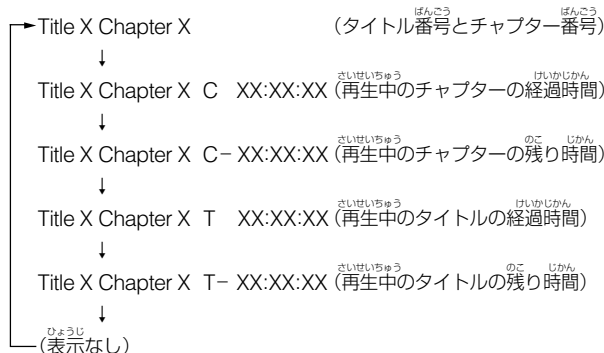 Title X Chapter X (タイトル番号とチャプター番号)
Title X Chapter X C XX:XX:XX (再生中のチャプターの経過時間)
Title X Chapter X C− XX:XX:XX (再生中のチャプターの残り時間)
Title X Chapter X T XX:XX:XX (再生中のタイトルの経過時間)
Title X Chapter X T− XX:XX:XX (再生中のタイトルの残り時間)
(表示なし)